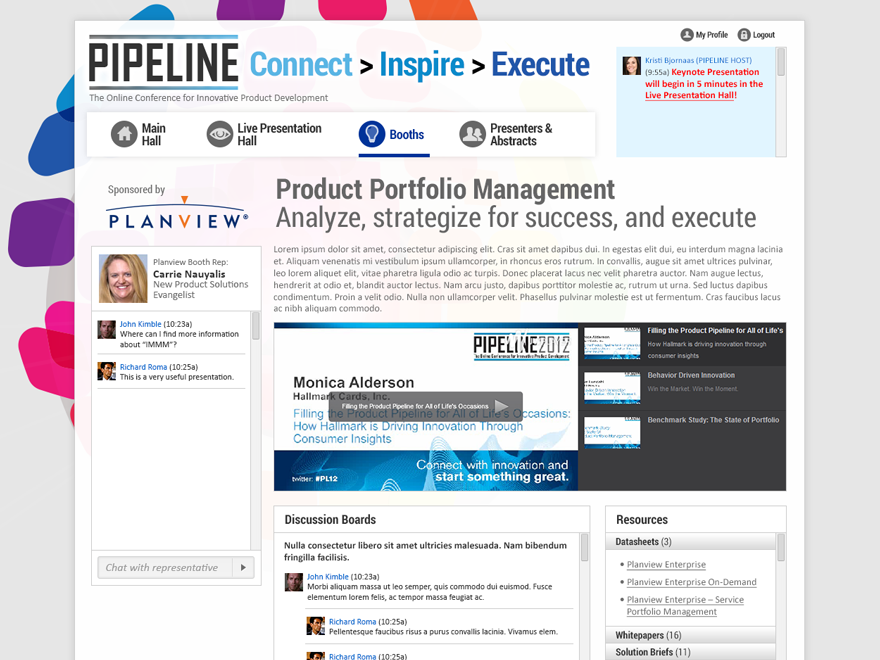 My Profile
Logout
PIPELINE
Connect > Inspire > Execute
The Online Conference for Innovative Product Development
Kristi Bjornaas (PIPELINE HOST)
(9:55a) Keynote Presentation
will begin in 5 minutes in the
Live Presentation Hall!
Main
Hall
Live Presentation
Hall
Booths
Presenters &
Abstracts
Sponsored by
PLANVIEW®
Product Portfolio Management
Analyze, strategize for success, and execute
Planview Booth Rep:
Carrie Nauyalis
New Product Solutions
Evangelist
John Kimble (10:23a)
Where can I find more information
about "IMMM"?
Richard Roma (10:25a)
This is a very useful presentation.
Chat with representative
Lorem ipsum dolor sit amet, consectetur adipiscing elit. Cras sit amet dapibus dui. In egestas elit dui, eu interdum magna lacinia
et. Aliquam venenatis mi vestibulum ipsum ullamcorper, in rhoncus eros rutrum. In convallis, augue sit amet ultrices pulvinar,
leo lorem aliquet elit, vitae pharetra ligula odio ac turpis. Donec placerat lacus nec velit pharetra auctor. Nam augue lectus,
hendrerit at odio et, blandit auctor lectus. Nam arcu justo, dapibus porttitor molestie ac, rutrum ut urna. Sed luctus dapibus
condimentum. Proin a velit odio. Nulla non ullamcorper velit. Phasellus pulvinar molestie est ut fermentum. Cras faucibus lacus
ac nibh aliquam commodo.
PIPELINE2012
The Online Conference for Innovative Product Development
Monica Alderson
Hallmark Cards, Inc.
Filling the Product Pipeline for All of Life's Occasions
Filling the Product Pipeline for All of Life's Occasions:
How Hallmark is Driving Innovation Through
Consumer Insights
Connect with innovation and
start something great.
twitter: #PL12
Filling the Product Pipeline for All of Life's
How Hallmark is driving innovation through
consumer insights
Behavior Driven Innovation
Win the Market. Win the Moment.
Benchmark Study: The State of Portfolio
Discussion Boards
Nulla consectetur libero sit amet ultricies malesuada. Nam bibendum
fringilla facilisis.
John Kimble (10:23a)
Morbi aliquam massa ut leo semper, quis commodo dui euismod. Fusce
elementum lorem felis, ac tempor massa feugiat ac.
Richard Roma (10:25a)
Pellentesque faucibus risus a purus convallis lacinia. Vivamus elem.
Richard Roma (10:25a)
Resources
Datasheets (3)
Planview Enterprise
Planview Enterprise On-Demand
Planview Enterprise – Service
Portfolio Management
Whitepapers (16)
Solution Briefs (11)